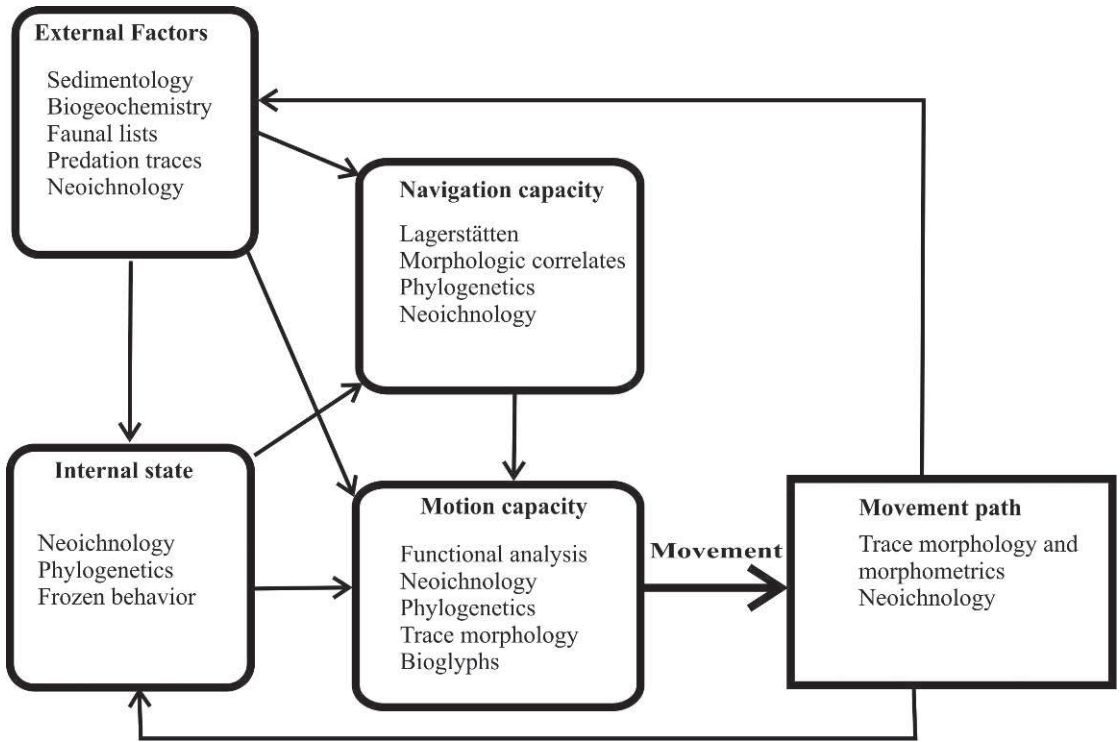 External Factors
Sedimentology
Biogeochemistry
Faunal lists
Predation traces
Neoichnology
Navigation capacity
Lagerstätten
Morphologic correlates
Phylogenetics
Neoichnology
Internal state
Neoichnology
Phylogenetics
Frozen behavior
Motion capacity
Functional analysis
Neoichnology
Phylogenetics
Trace morphology
Bioglyphs
Movement
Movement path
Trace morphology and
morphometrics
Neoichnology